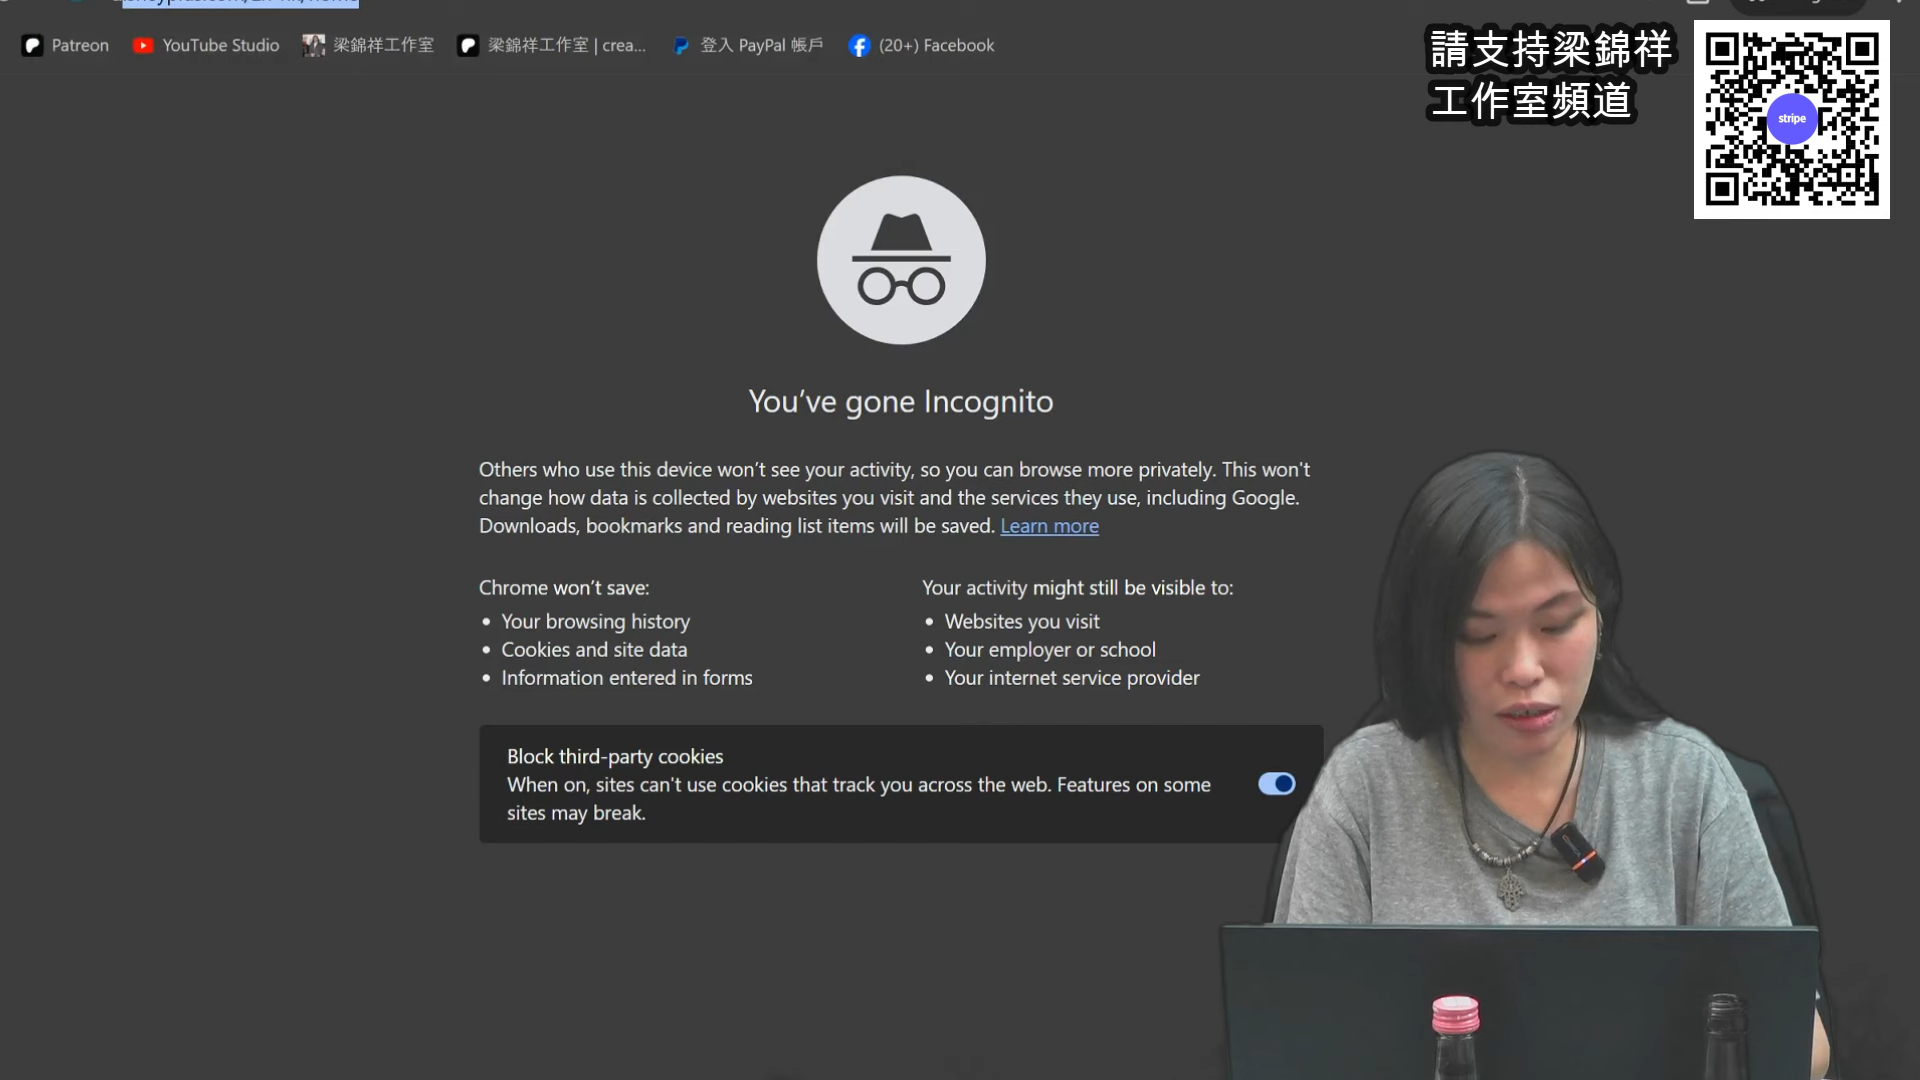 Patreon
YouTube Studio
梁錦祥工作室
梁錦祥工作室 | crea...
登入 PayPal 帳戶
(20+) Facebook
請支持梁錦祥
工作室頻道
stripe
You've gone Incognito
Others who use this device won't see your activity, so you can browse more privately. This won't
change how data is collected by websites you visit and the services they use, including Google.
Downloads, bookmarks and reading list items will be saved. Learn more
Chrome won't save:
Your browsing history
Cookies and site data
Information entered in forms
Your activity might still be visible to:
Websites you visit
Your employer or school
Your internet service provider
Block third-party cookies
When on, sites can't use cookies that track you across the web. Features on some
sites may break.